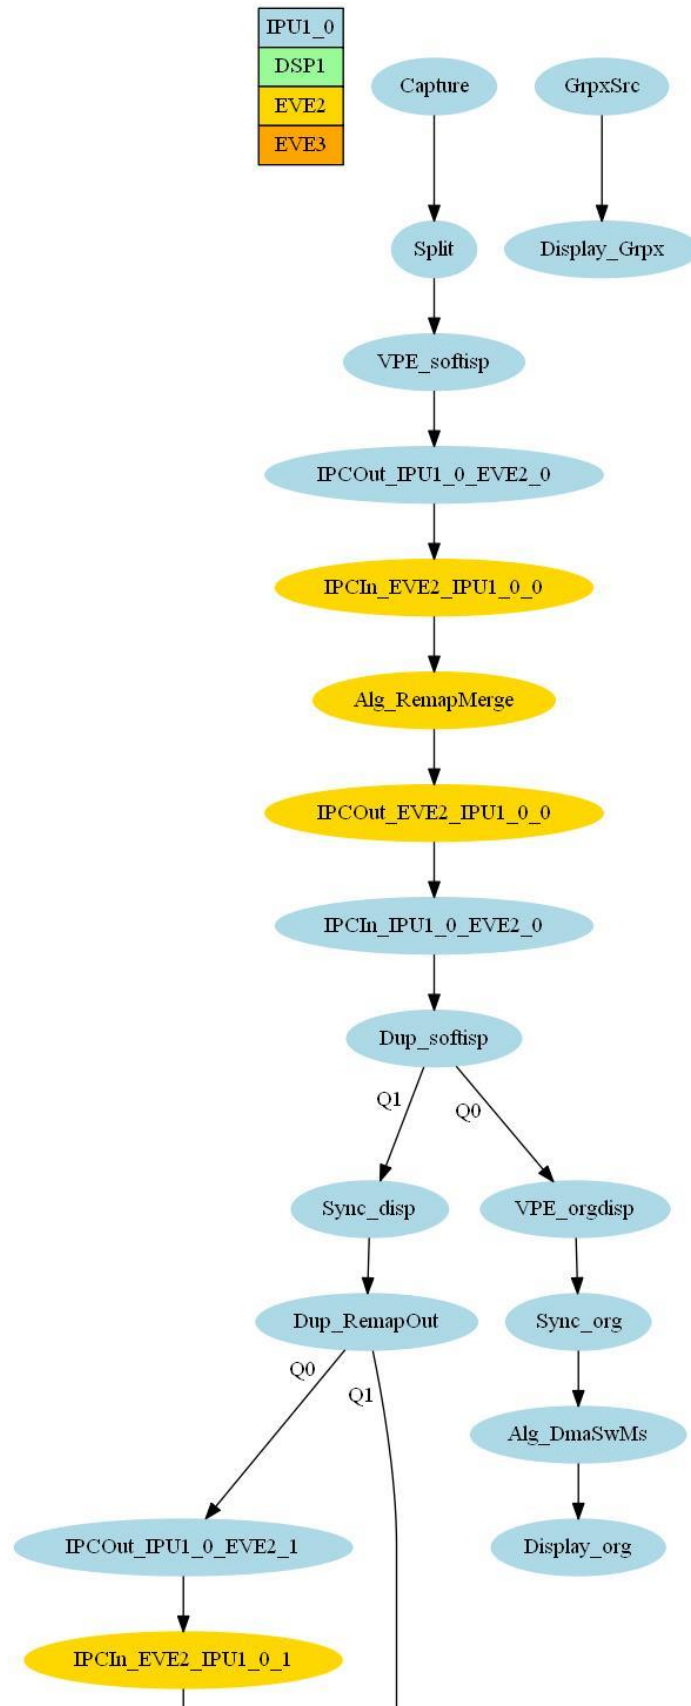 IPU1_0
DSP1
EVE2
EVE3
Capture
GrpxSrc
Split
Display_Grpx
VPE_softisp
IPCOut_IPU1_0_EVE2_0
IPCIn_EVE2_IPU1_0_0
Alg_RemapMerge
IPCOut_EVE2_IPU1_0_0
IPCIn_IPU1_0_EVE2_0
Dup_softisp
Q1
Q0
Sync_disp
VPE_orgdisp
Dup_RemapOut
Sync_org
Q0
Q1
Alg_DmaSwMs
IPCOut_IPU1_0_EVE2_1
Display_org
IPCIn_EVE2_IPU1_0_1